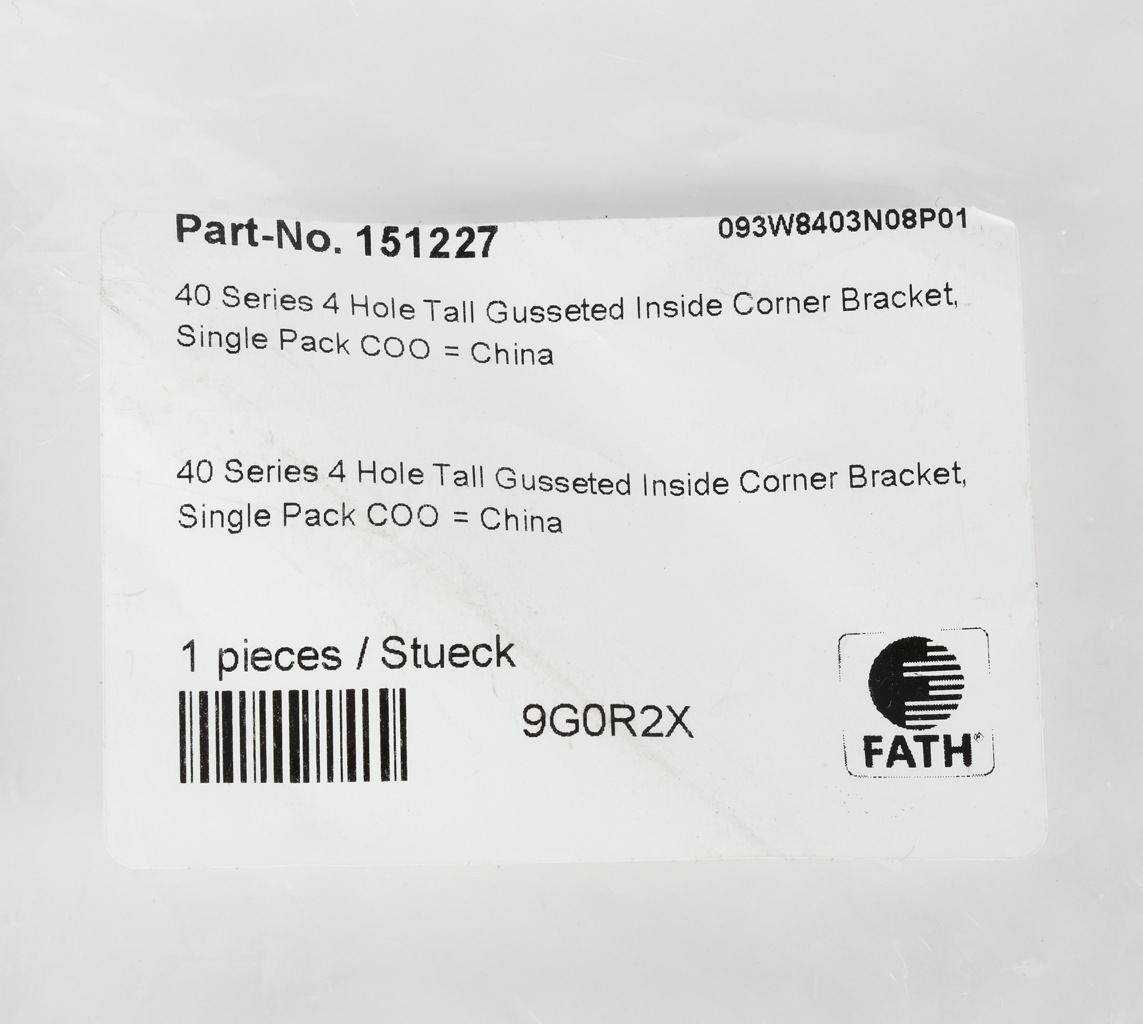 Part-No. 151227 093W8403N08P01
40 Series 4 Hole Tall Gusseted Inside Corner Bracket,
Single Pack COO = China
40 Series 4 Hole Tall Gusseted Inside Corner Bracket,
Single Pack COO = China
1 pieces / Stueck
9G0R2X
FATH®